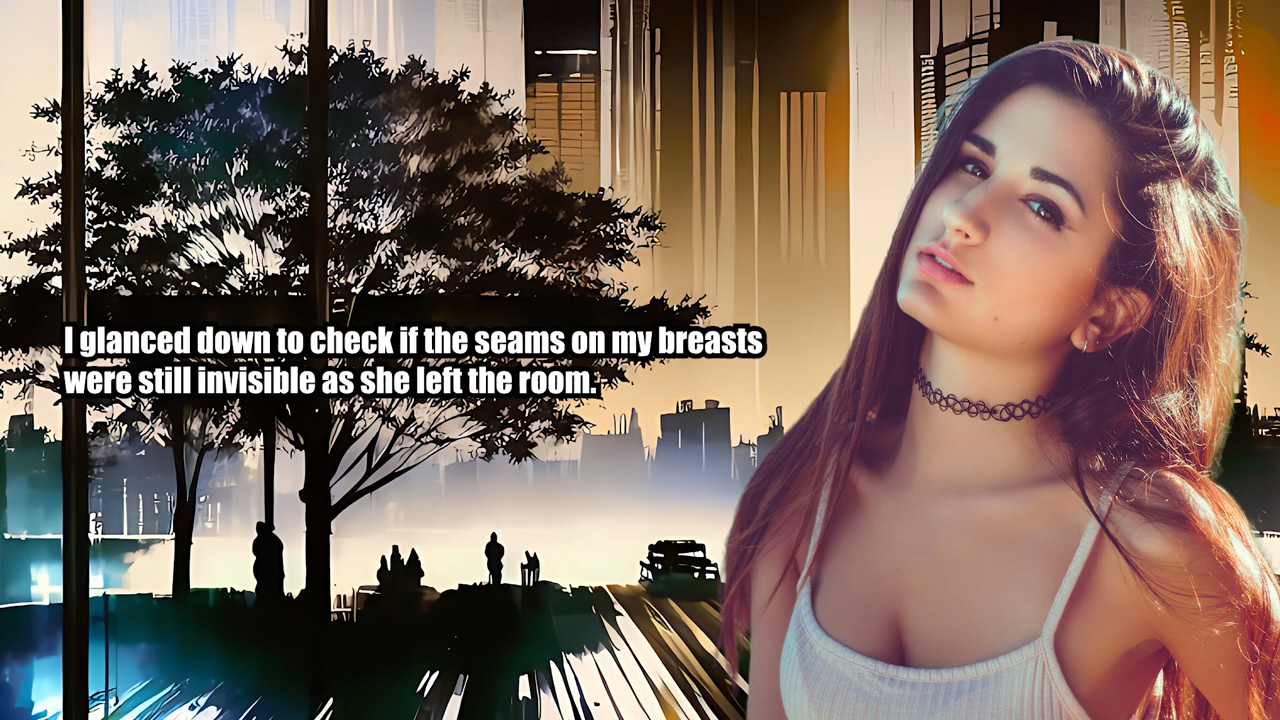 I glanced down to check if the seams on my breasts
were still invisible as she left the room.